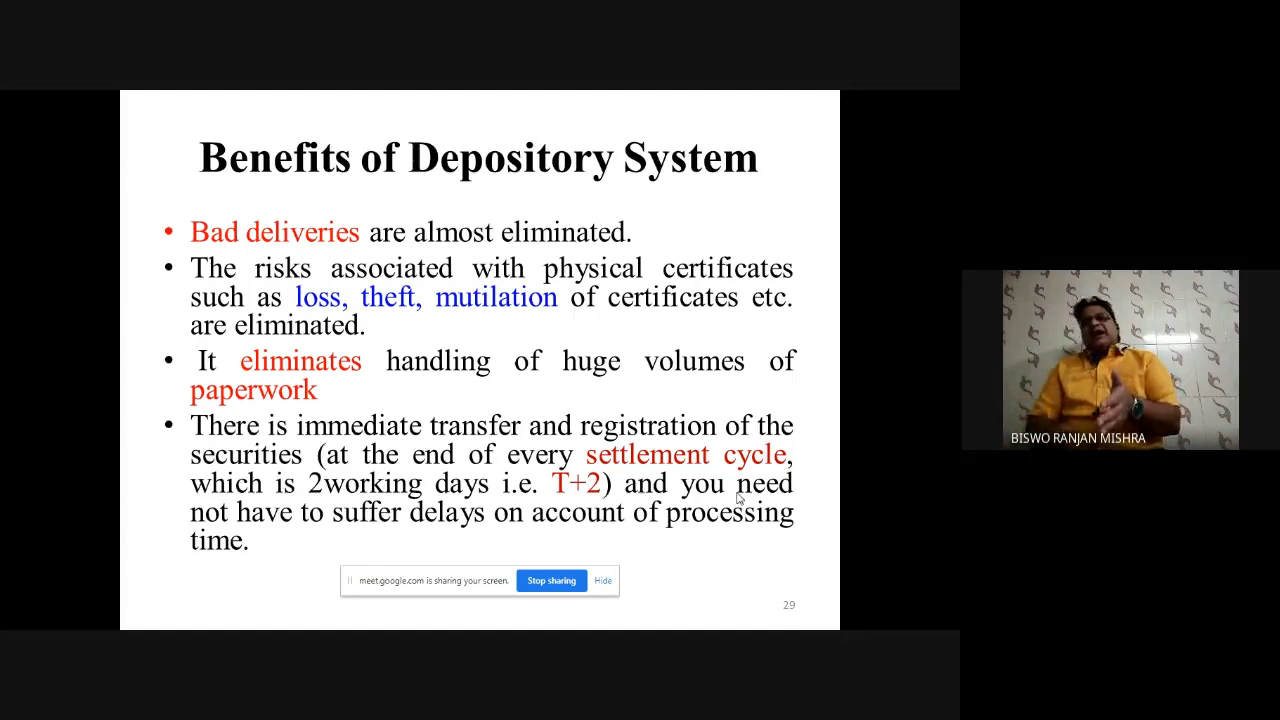 Benefits of Depository System
• Bad deliveries are almost eliminated.
• The risks associated with physical certificates
such as loss, theft, mutilation of certificates etc.
are eliminated.
• It eliminates handling of huge volumes of
paperwork
• There is immediate transfer and registration of the
securities (at the end of every settlement cycle,
which is 2working days i.e. T+2) and you need
not have to suffer delays on account of processing
time.
meet.google.com is sharing your screen. Stop sharing Hide
29
BISWO RANJAN MISHRA